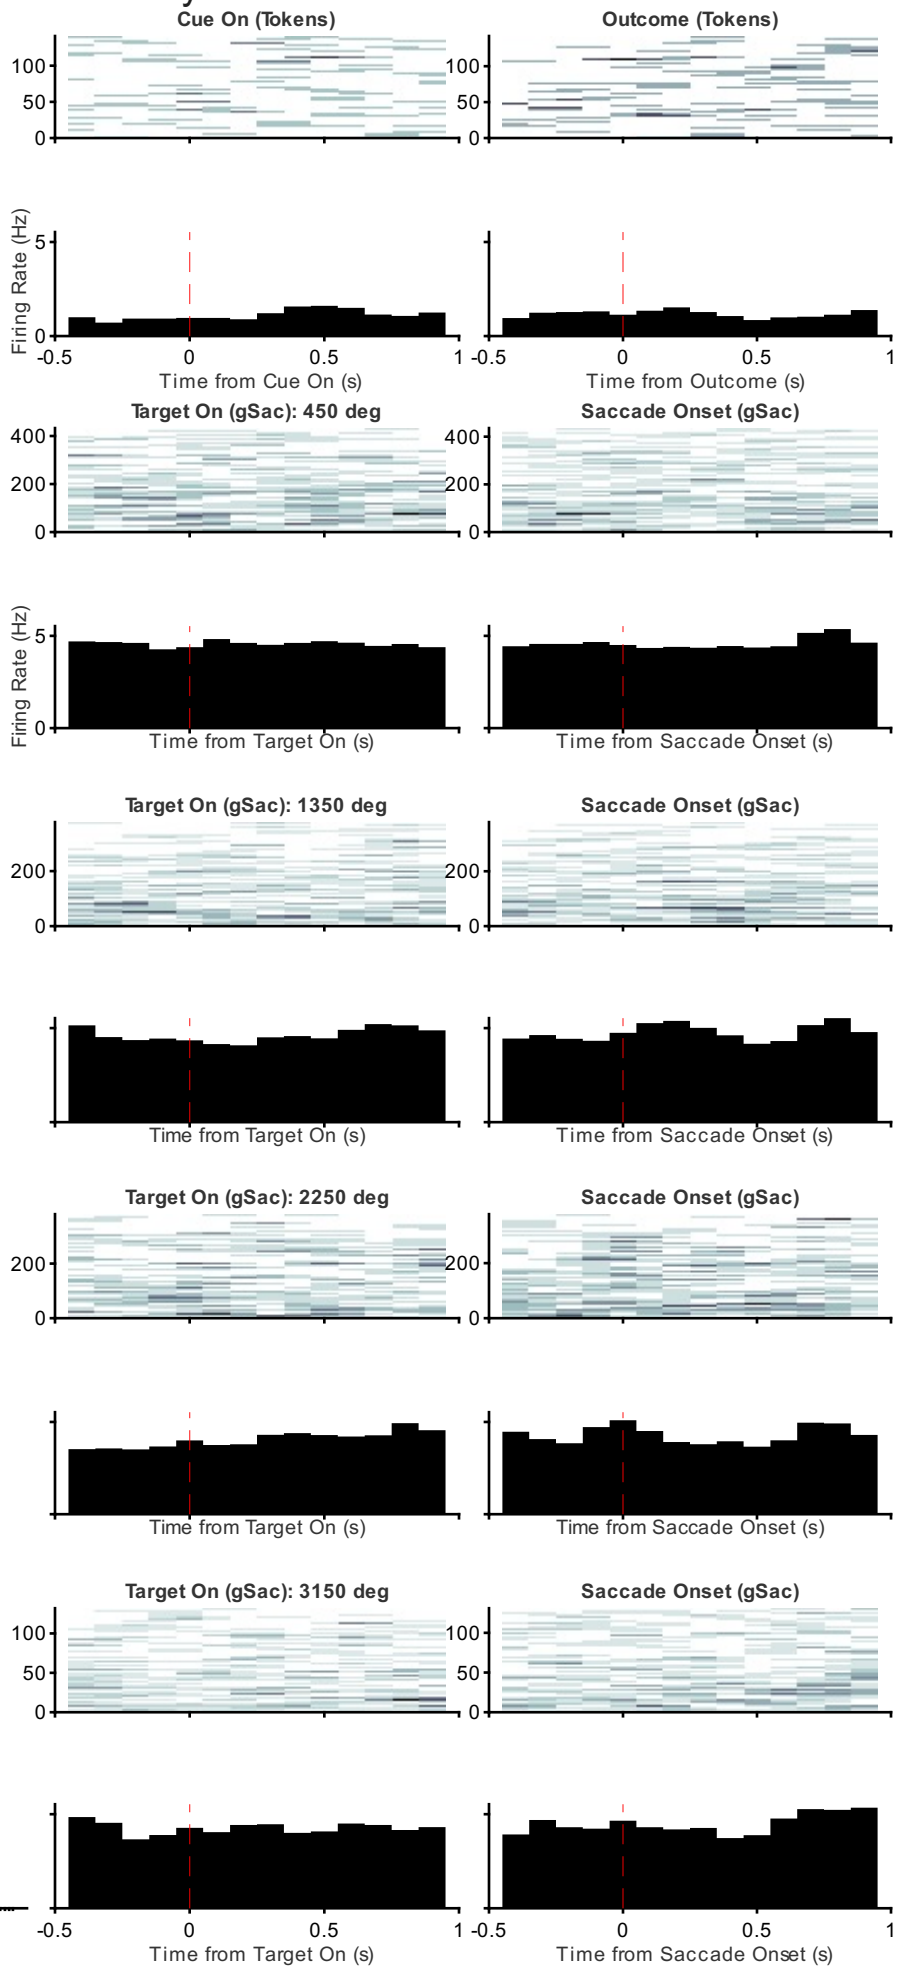 Cue On (Tokens) Outcome (Tokens)
100 100
50 50
0 0
Firing Rate (Hz)
5
0
-0.5 0 0.5 1 -0.5 0 0.5 1
Time from Cue On (s) Time from Outcome (s)
Target On (gSac): 450 deg Saccade Onset (gSac)
400 400
200 200
0 0
Firing Rate (Hz)
5
0
Time from Target On (s) Time from Saccade Onset (s)
Target On (gSac): 1350 deg Saccade Onset (gSac)
200 200
0 0
Time from Target On (s) Time from Saccade Onset (s)
Target On (gSac): 2250 deg Saccade Onset (gSac)
200 200
0 0
Time from Target On (s) Time from Saccade Onset (s)
Target On (gSac): 3150 deg Saccade Onset (gSac)
100 100
50 50
0 0
-0.5 0 0.5 1 -0.5 0 0.5 1
Time from Target On (s) Time from Saccade Onset (s)